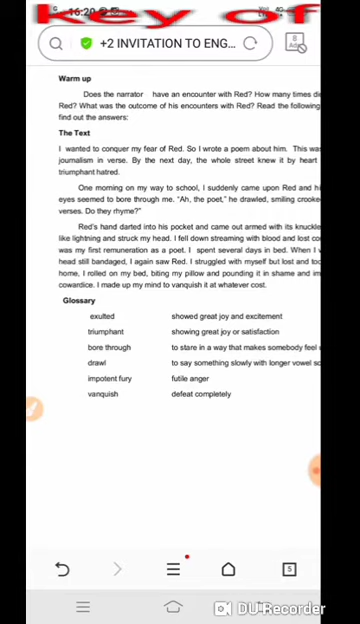 key of
16:20
+2 INVITATION TO ENG...
8
Warm up
Does the narrator have an encounter with Red? How many times di
Red? What was the outcome of his encounters with Red? Read the following
find out the answers:
The Text
I wanted to conquer my fear of Red. So I wrote a poem about him. This wa
journalism in verse. By the next day, the whole street knew it by heart
triumphant hatred.
One morning on my way to school, I suddenly came upon Red and hi
eyes seemed to bore through me. “Ah, the poet,' he drawled, smiling crooke
verses. Do they rhyme?"
Red's hand darted into his pocket and came out armed with its knuckle
like lightning and struck my head. I fell down streaming with blood and lost co
was my first remuneration as a poet. I spent several days in bed. When I
head still bandaged, I again saw Red. I struggled with myself but lost and too
home, I rolled on my bed, biting my pillow and pounding it in shame and im
cowardice. I made up my mind to vanquish it at whatever cost.
Glossary
exulted showed great joy and excitement
triumphant showing great joy or satisfaction
bore through to stare in a way that makes somebody feel
drawl to say something slowly with longer vowel so
impotent fury futile anger
vanquish defeat completely
5
DU Recorder